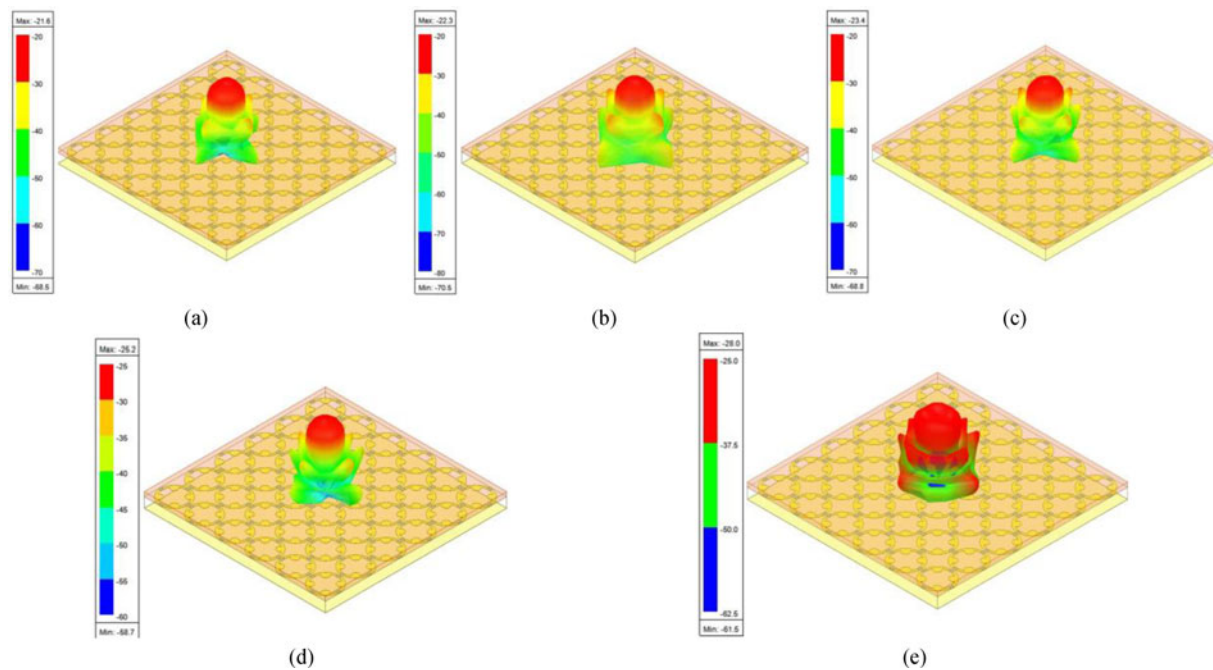 Max: -21.6
-20
-30
-40
-50
-60
-70
Min: -68.5
(a)
Max: -22.3
-20
-30
-40
-50
-60
-70
-80
Min: -70.5
(b)
Max: -23.4
-20
-30
-40
-50
-60
-70
Min: -68.8
(c)
Max: -25.2
-25
-30
-35
-40
-45
-50
-55
-60
Min: -58.7
(d)
Max: -28.0
-25.0
-37.5
-50.0
-62.5
Min: -61.5
(e)